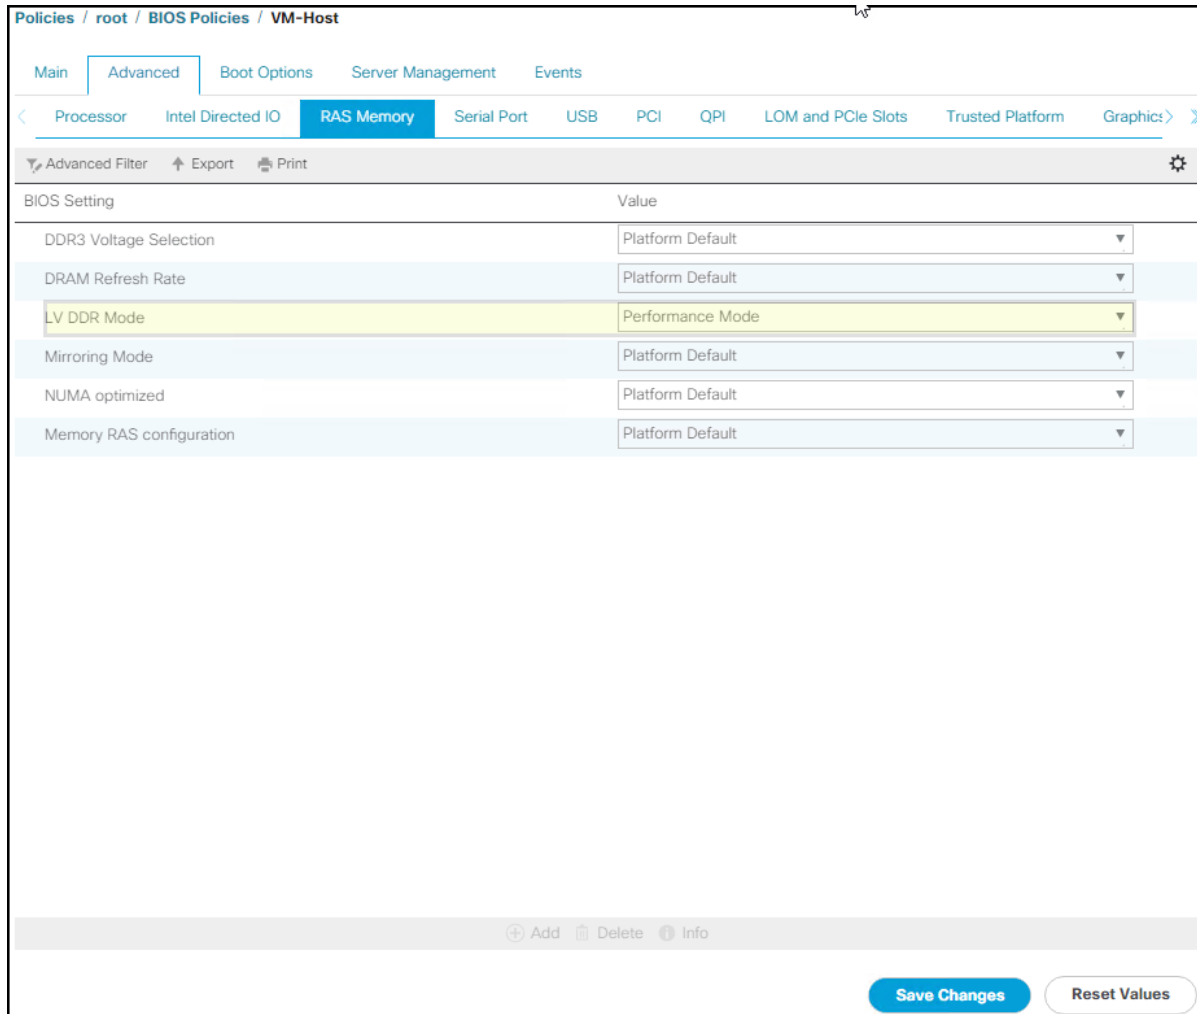 Policies / root / BIOS Policies / VM-Host
Main Advanced Boot Options Server Management Events
Processor Intel Directed IO RAS Memory Serial Port USB PCI QPI LOM and PCIe Slots Trusted Platform Graphics
Advanced Filter Export Print
BIOS Setting Value
DDR3 Voltage Selection Platform Default
DRAM Refresh Rate Platform Default
LV DDR Mode Performance Mode
Mirroring Mode Platform Default
NUMA optimized Platform Default
Memory RAS configuration Platform Default
Add Delete Info
Save Changes Reset Values